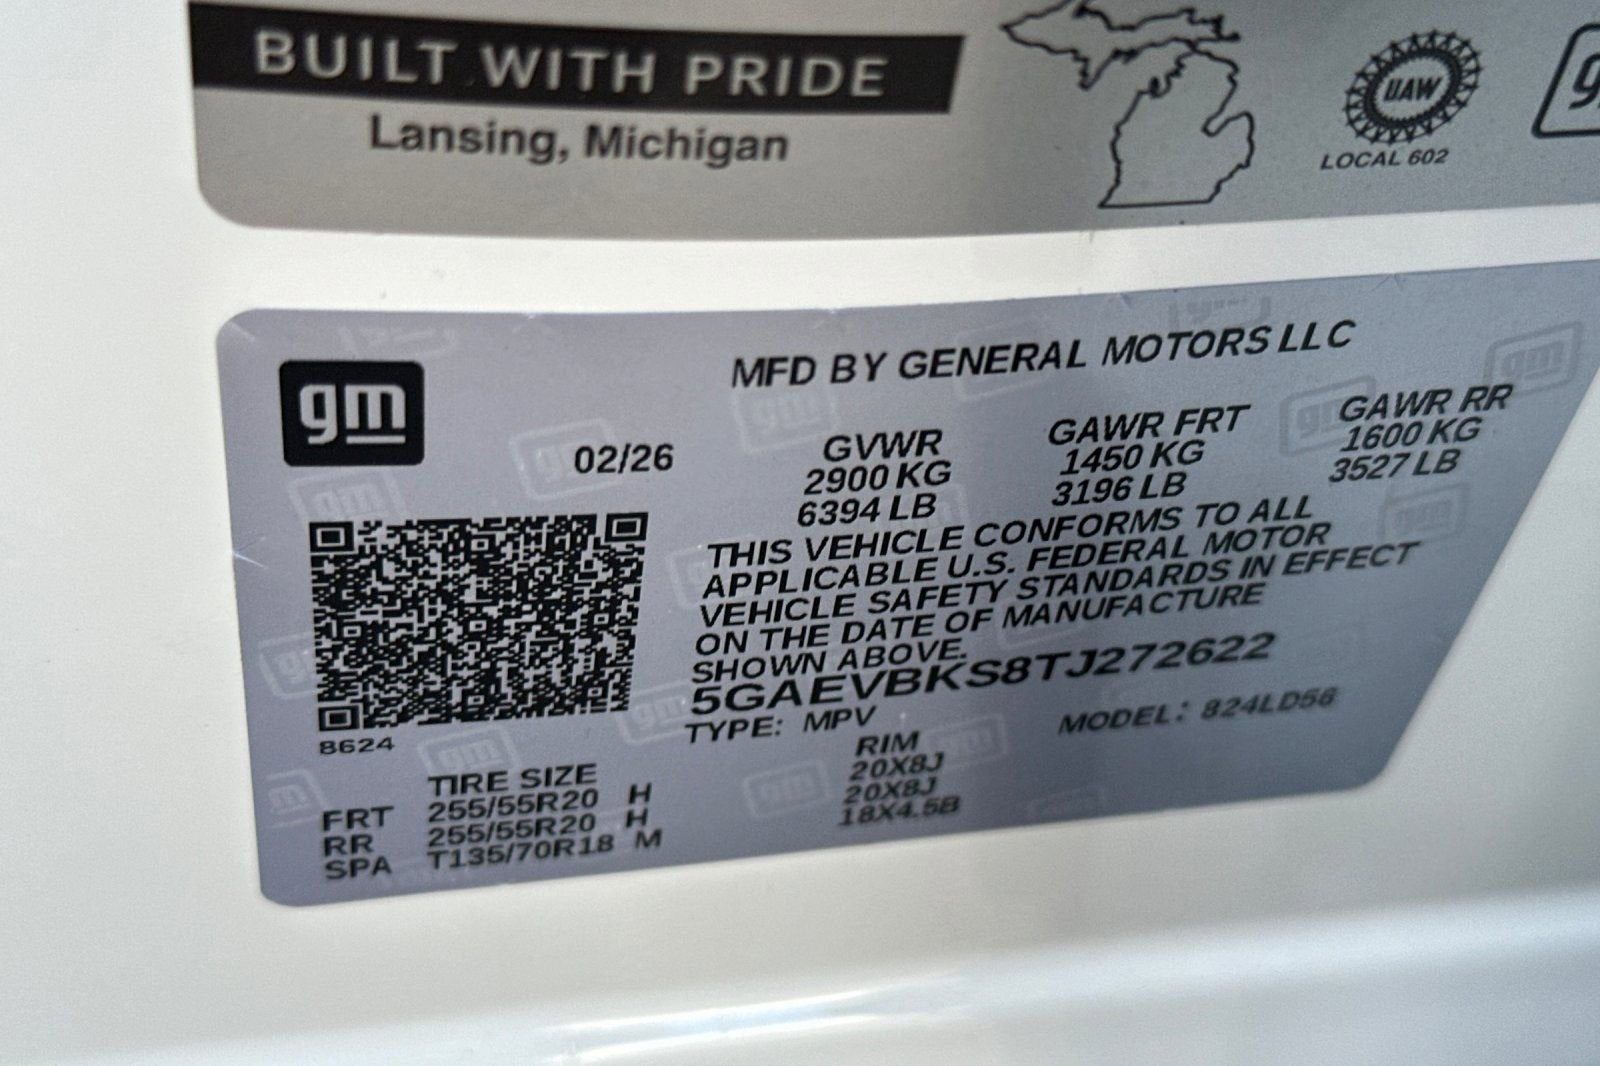 BUILT WITH PRIDE
Lansing, Michigan
UAW
LOCAL 602
gm
MFD BY GENERAL MOTORS LLC
02/26
GVWR GAWR FRT GAWR RR
2900 KG 1450 KG 1600 KG
6394 LB 3196 LB 3527 LB
THIS VEHICLE CONFORMS TO ALL
APPLICABLE U.S. FEDERAL MOTOR
VEHICLE SAFETY STANDARDS IN EFFECT
ON THE DATE OF MANUFACTURE
SHOWN ABOVE.
5GAEVBKS8TJ272622
TYPE: MPV MODEL: 824LD56
8624
TIRE SIZE RIM
FRT 255/55R20 H 20X8J
RR 255/55R20 H 20X8J
SPA T135/70R18 M 18X4.5B